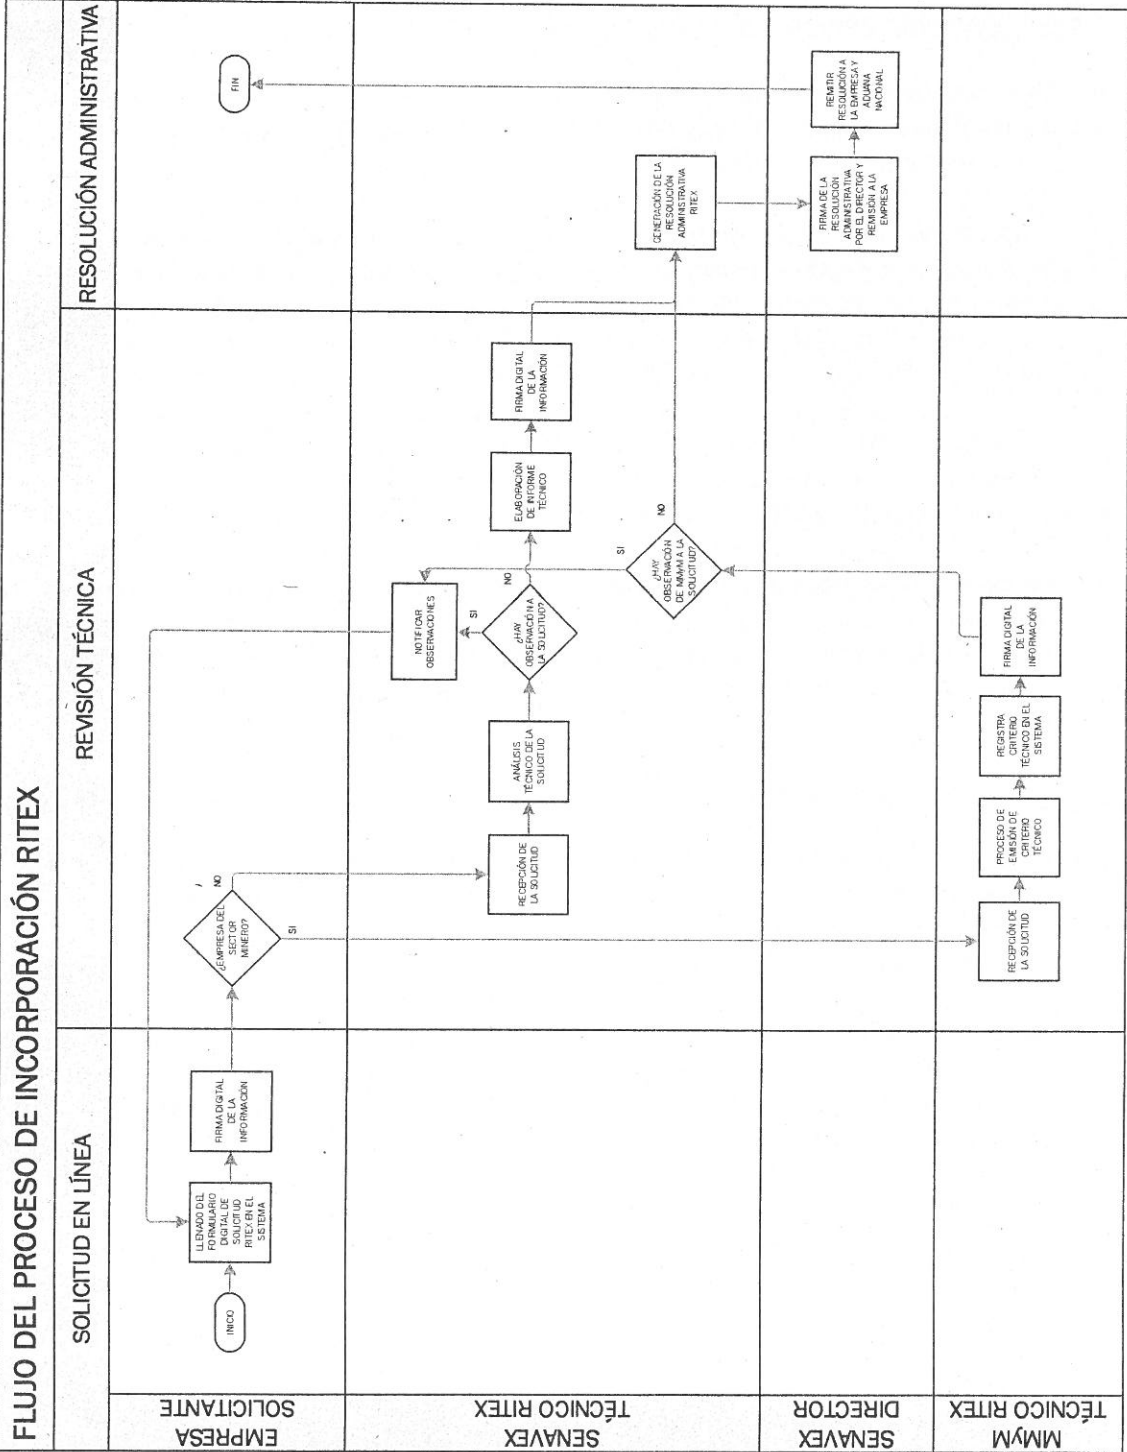 FLUJO DEL PROCESO DE INCORPORACIÓN RITEX
SOLICITUD EN LÍNEA
REVISIÓN TÉCNICA
RESOLUCIÓN ADMINISTRATIVA
EMPRESA
SOLICITANTE
INICIO
LLENADO DEL
FORMULARIO
DIGITAL DE
SOLICITUD
RITEX EN EL
SISTEMA
FIRMA DIGITAL
DE LA
INFORMACIÓN
¿EMPRESA DEL
SECTOR
MINERO?
NO
SI
FIN
SENAVEX
TÉCNICO RITEX
RECEPCIÓN DE
LA SOLICITUD
ANÁLISIS
TÉCNICO DE LA
SOLICITUD
¿HAY
OBSERVACIÓN A
LA SOLICITUD?
SI
NO
NOTIFICAR
OBSERVACIONES
ELABORACIÓN
DE INFORME
TÉCNICO
FIRMA DIGITAL
DE LA
INFORMACIÓN
¿HAY
OBSERVACIÓN
DE MMyM A LA
SOLICITUD?
SI
NO
GENERACIÓN DE LA
RESOLUCIÓN
ADMINISTRATIVA
RITEX
SENAVEX
DIRECTOR
FIRMA DE LA
RESOLUCIÓN
ADMINISTRATIVA
POR EL DIRECTOR Y
REMISIÓN A LA
EMPRESA
REMITIR
RESOLUCIÓN A
LA EMPRESA Y
ADUANA
NACIONAL
MMyM
TÉCNICO RITEX
RECEPCIÓN DE
LA SOLICITUD
PROCESO DE
EMISIÓN DE
CRITERIO
TÉCNICO
REGISTRA
CRITERIO
TÉCNICO EN EL
SISTEMA
FIRMA DIGITAL
DE LA
INFORMACIÓN